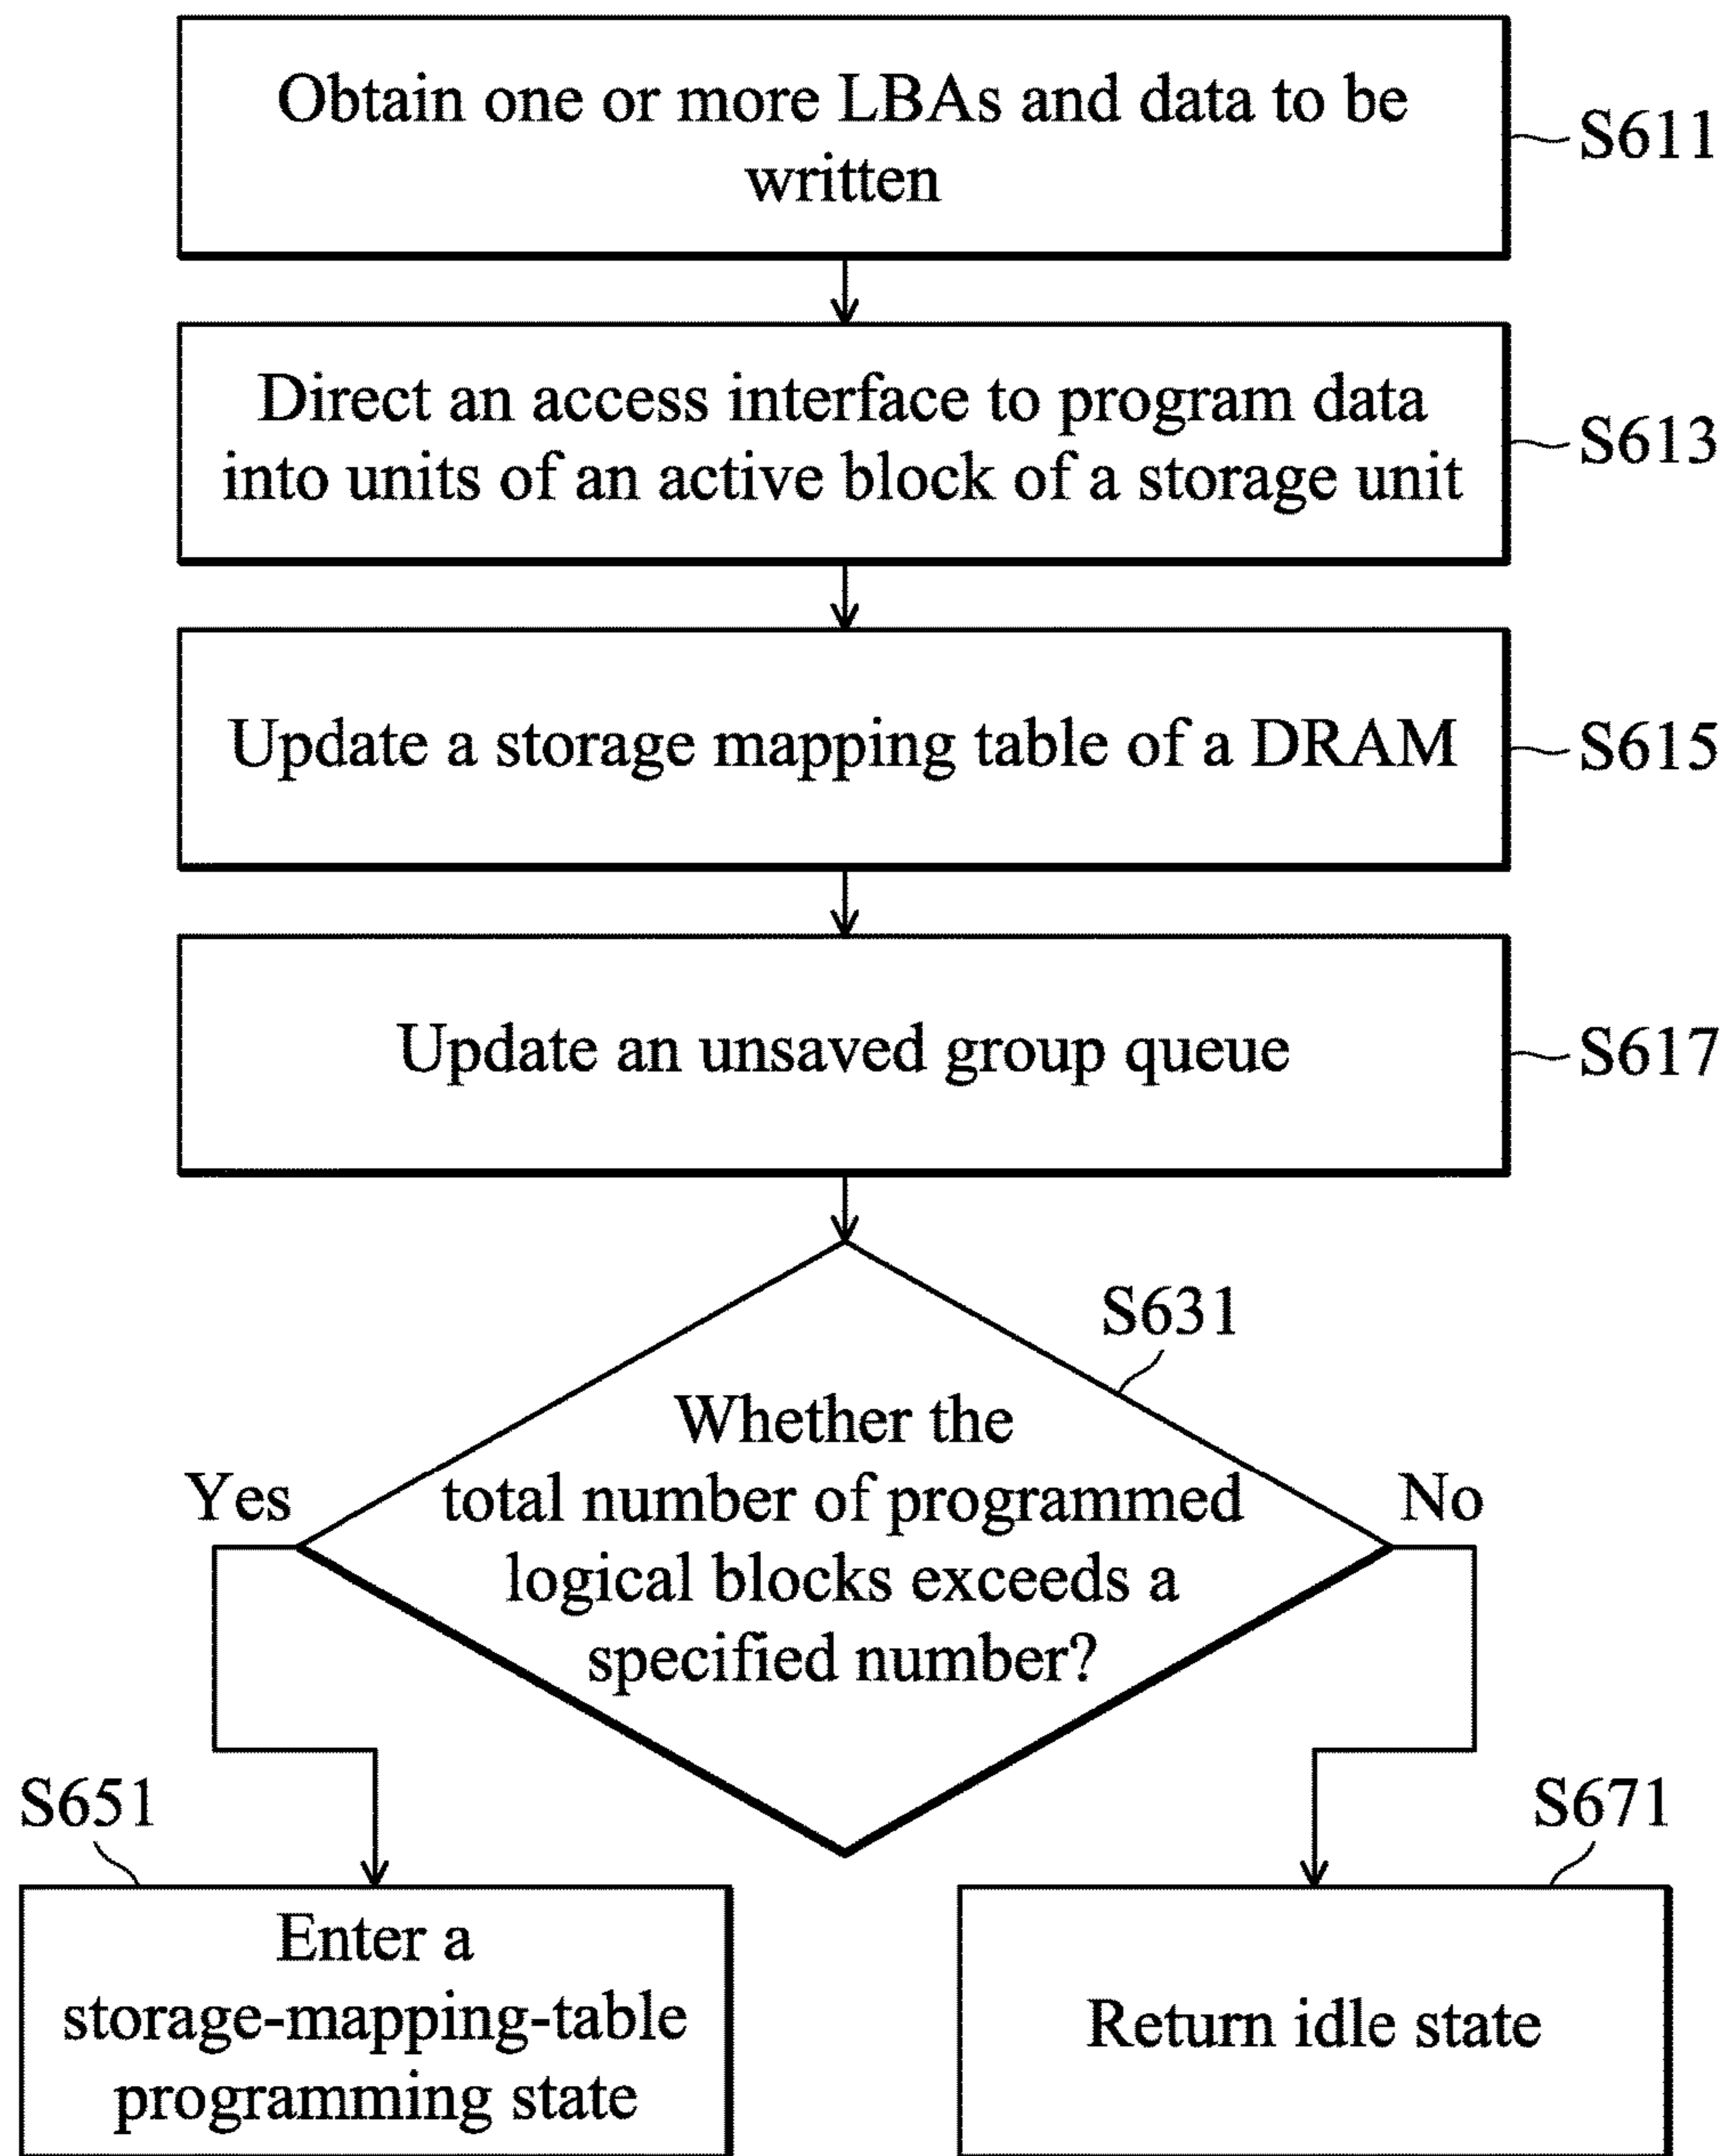 Obtain one or more LBAs and data to be
written
S611
Direct an access interface to program data
into units of an active block of a storage unit
S613
Update a storage mapping table of a DRAM
S615
Update an unsaved group queue
S617
S631
Whether the
total number of programmed
logical blocks exceeds a
specified number?
Yes
No
S651
Enter a
storage-mapping-table
programming state
S671
Return idle state